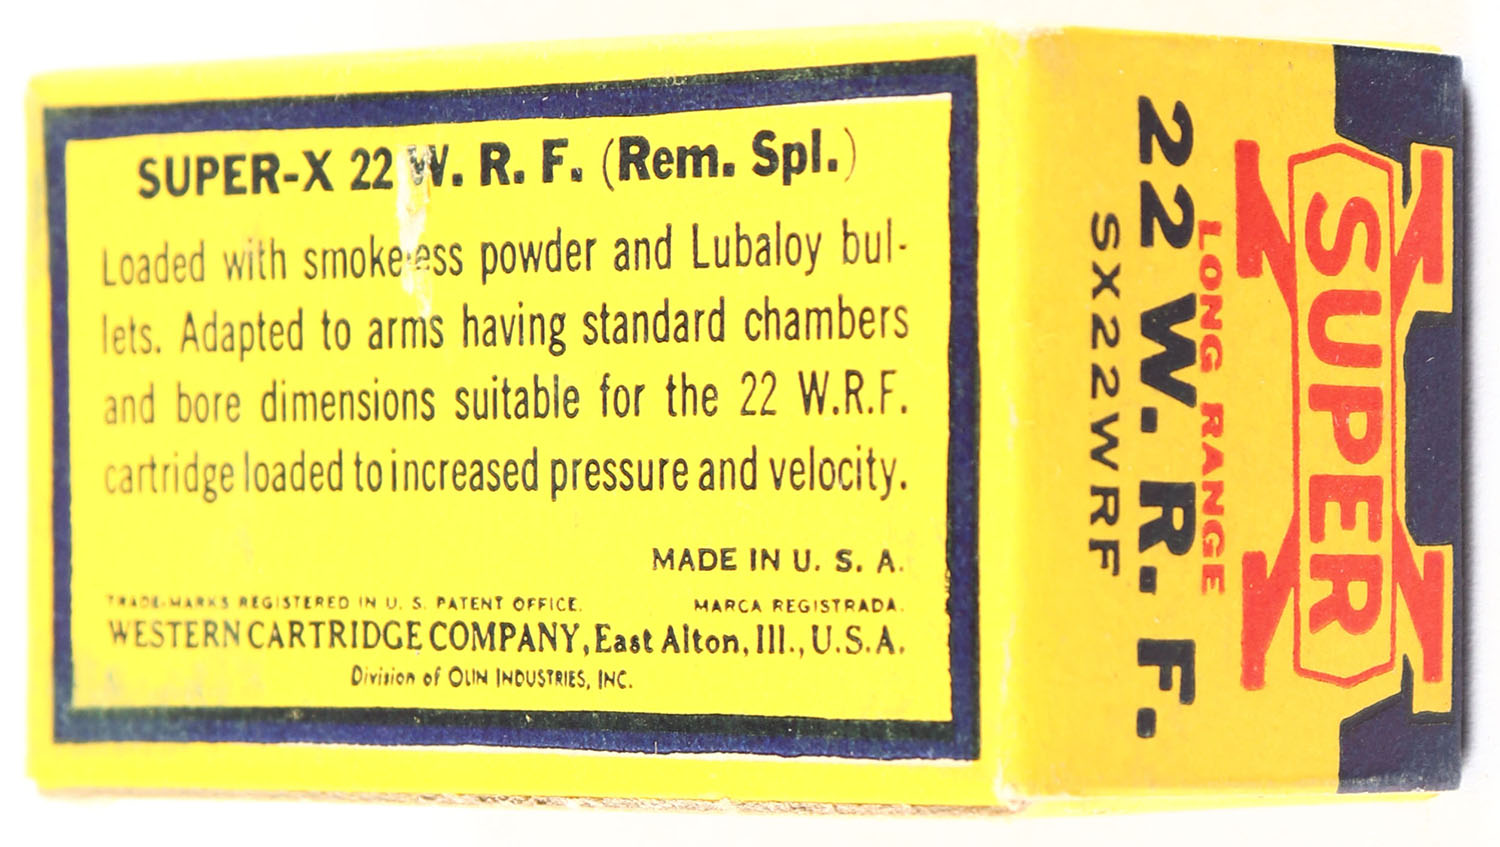 SUPER-X 22 W. R. F. (Rem. Spl.)
Loaded with smokeless powder and Lubaloy bul-
lets. Adapted to arms having standard chambers
and bore dimensions suitable for the 22 W.R.F.
cartridge loaded to increased pressure and velocity.
MADE IN U. S. A.
TRADE-MARKS REGISTERED IN U. S. PATENT OFFICE. MARCA REGISTRADA.
WESTERN CARTRIDGE COMPANY, East Alton, Ill., U.S.A.
Division of OLIN INDUSTRIES, INC.
SUPER X
LONG RANGE
22 W. R. F.
SX22WRF